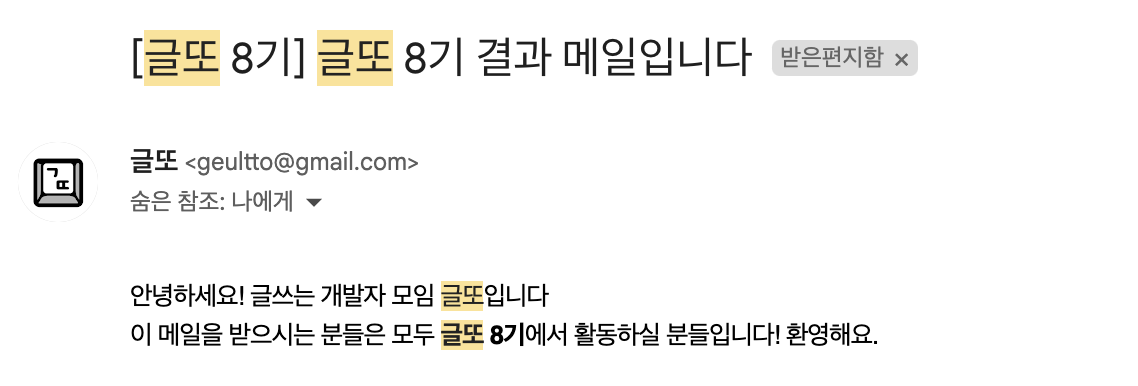 [글또 8기] 글또 8기 결과 메일입니다 받은편지함 ×
ㄱ
ㄸ
글또 <geultto@gmail.com>
숨은 참조: 나에게
안녕하세요! 글쓰는 개발자 모임 글또입니다
이 메일을 받으시는 분들은 모두 글또 8기에서 활동하실 분들입니다! 환영해요.